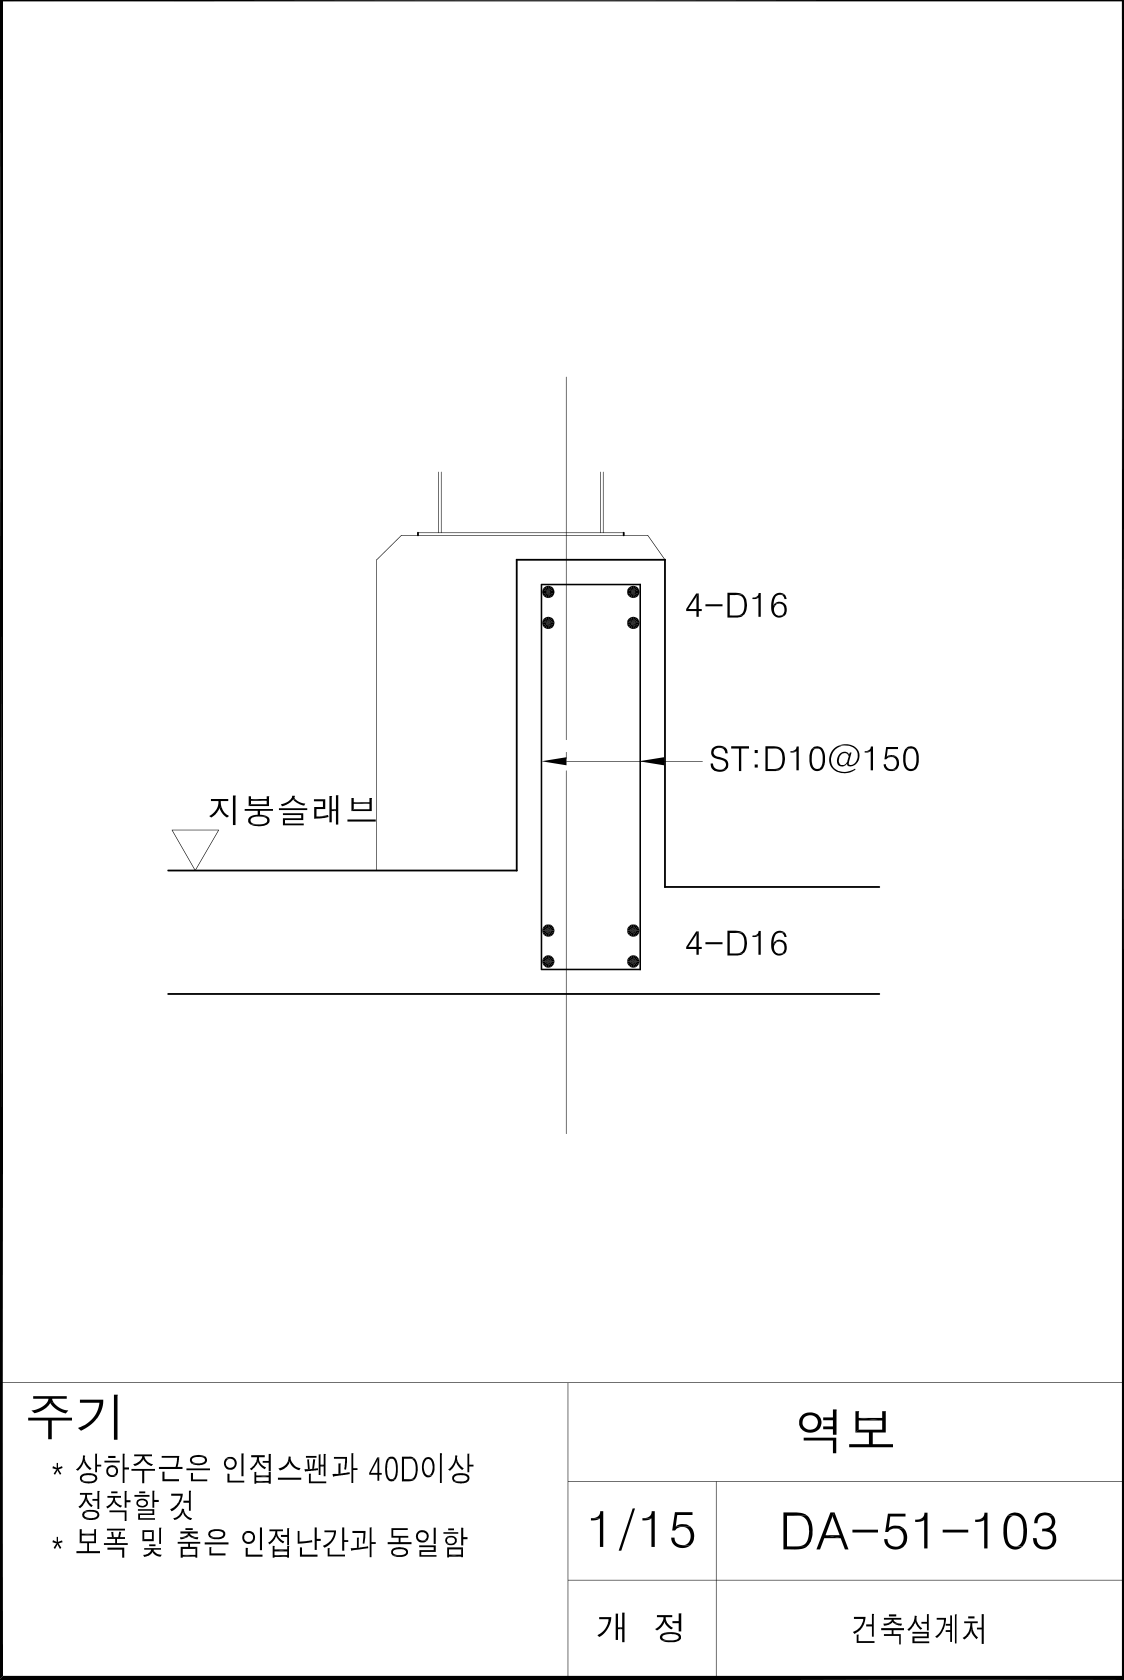 4-D16
ST:D10@150
지붕슬래브
4-D16
주기
* 상하주근은 인접스팬과 40D이상
정착할 것
* 보폭 및 춤은 인접난간과 동일함
역보
1/15
DA-51-103
개 정
건축설계처